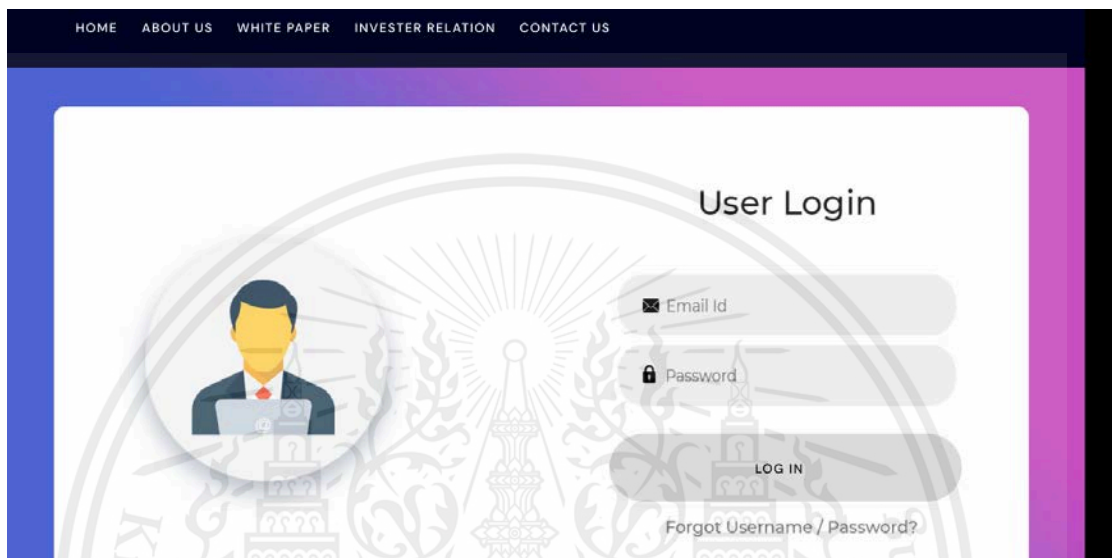 HOME ABOUT US WHITE PAPER INVESTER RELATION CONTACT US
User Login
Email Id
Password
LOG IN
Forgot Username / Password?